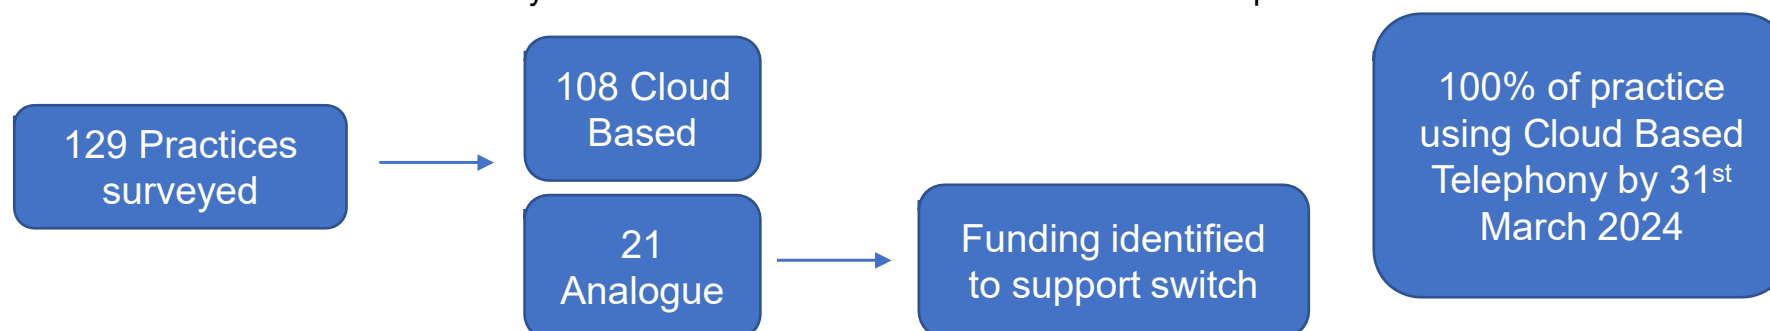 129 Practices
surveyed
108 Cloud
Based
21
Analogue
Funding identified
to support switch
100% of practice
using Cloud Based
Telephony by 31st
March 2024